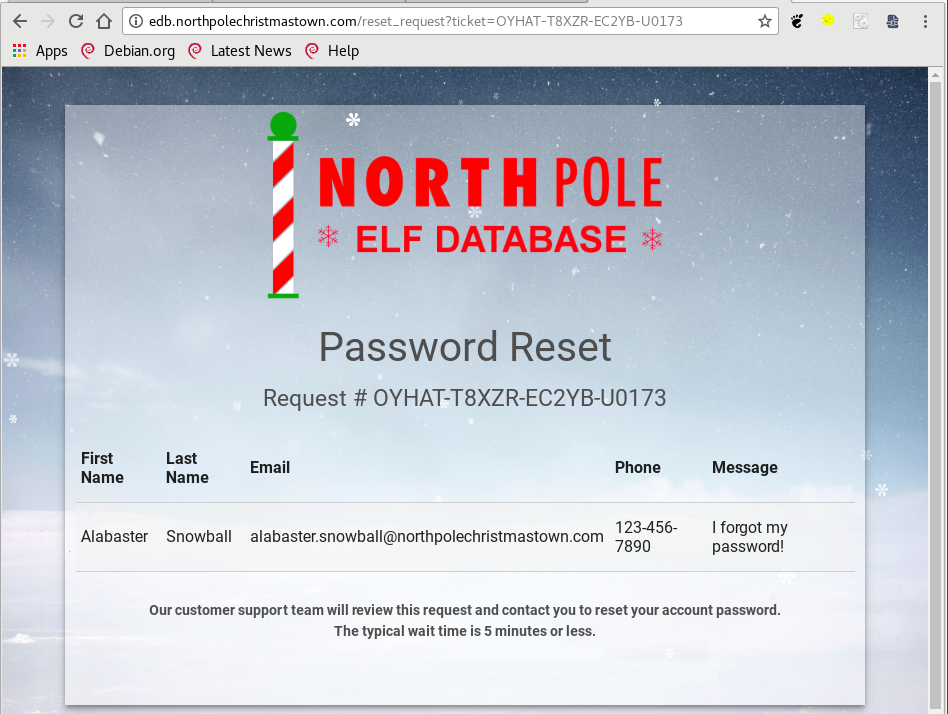 edb.northpolechristmastown.com/reset_request?ticket=OYHAT-T8XZR-EC2YB-U0173
Apps Debian.org Latest News Help
NORTH POLE
ELF DATABASE
Password Reset
Request # OYHAT-T8XZR-EC2YB-U0173
First Name Last Name Email Phone Message
Alabaster Snowball alabaster.snowball@northpolechristmastown.com 123-456-7890 I forgot my password!
Our customer support team will review this request and contact you to reset your account password.
The typical wait time is 5 minutes or less.